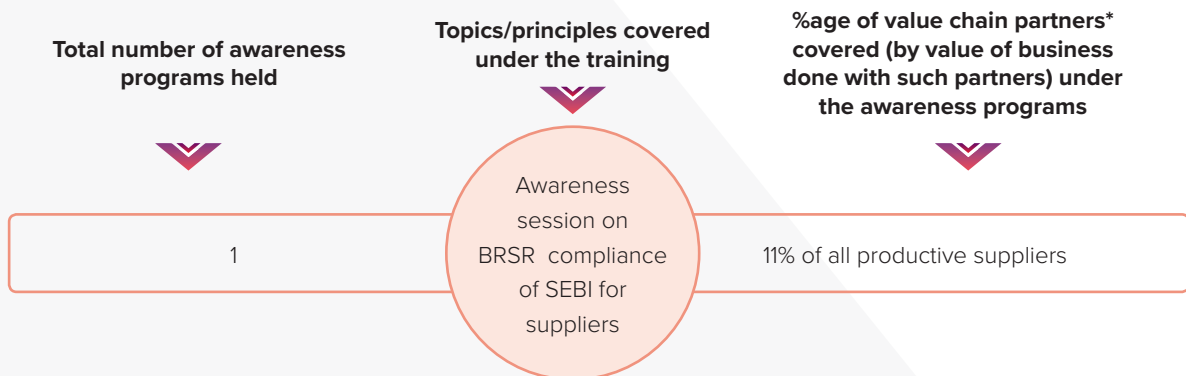 Total number of awareness
programs held
Topics/principles covered
under the training
%age of value chain partners*
covered (by value of business
done with such partners) under
the awareness programs
1
Awareness
session on
BRSR compliance
of SEBI for
suppliers
11% of all productive suppliers